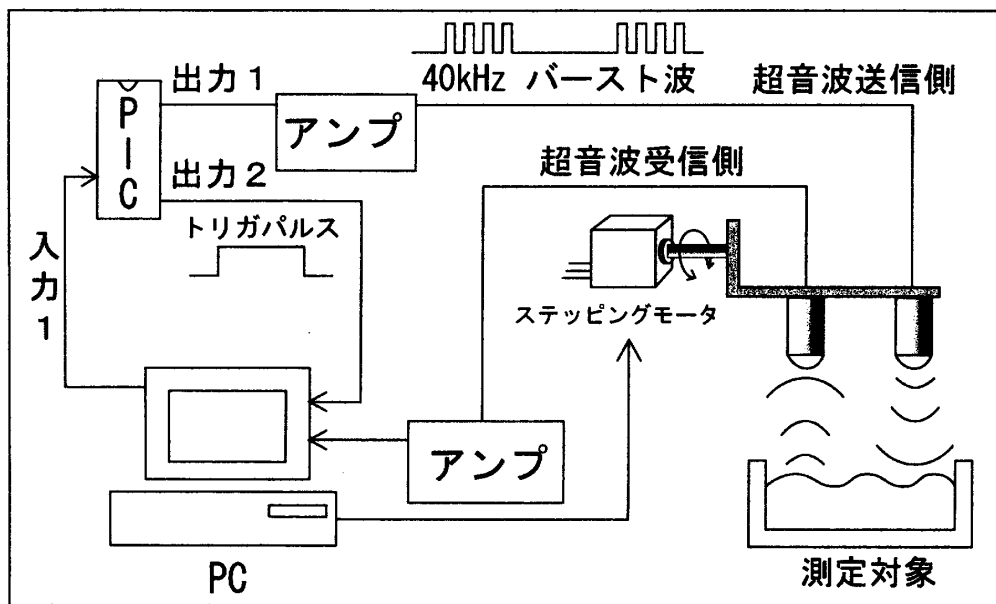 PIC
出力1
アンプ
40kHz バースト波
超音波送信側
出力2
超音波受信側
トリガパルス
入力1
ステッピングモータ
アンプ
PC
測定対象